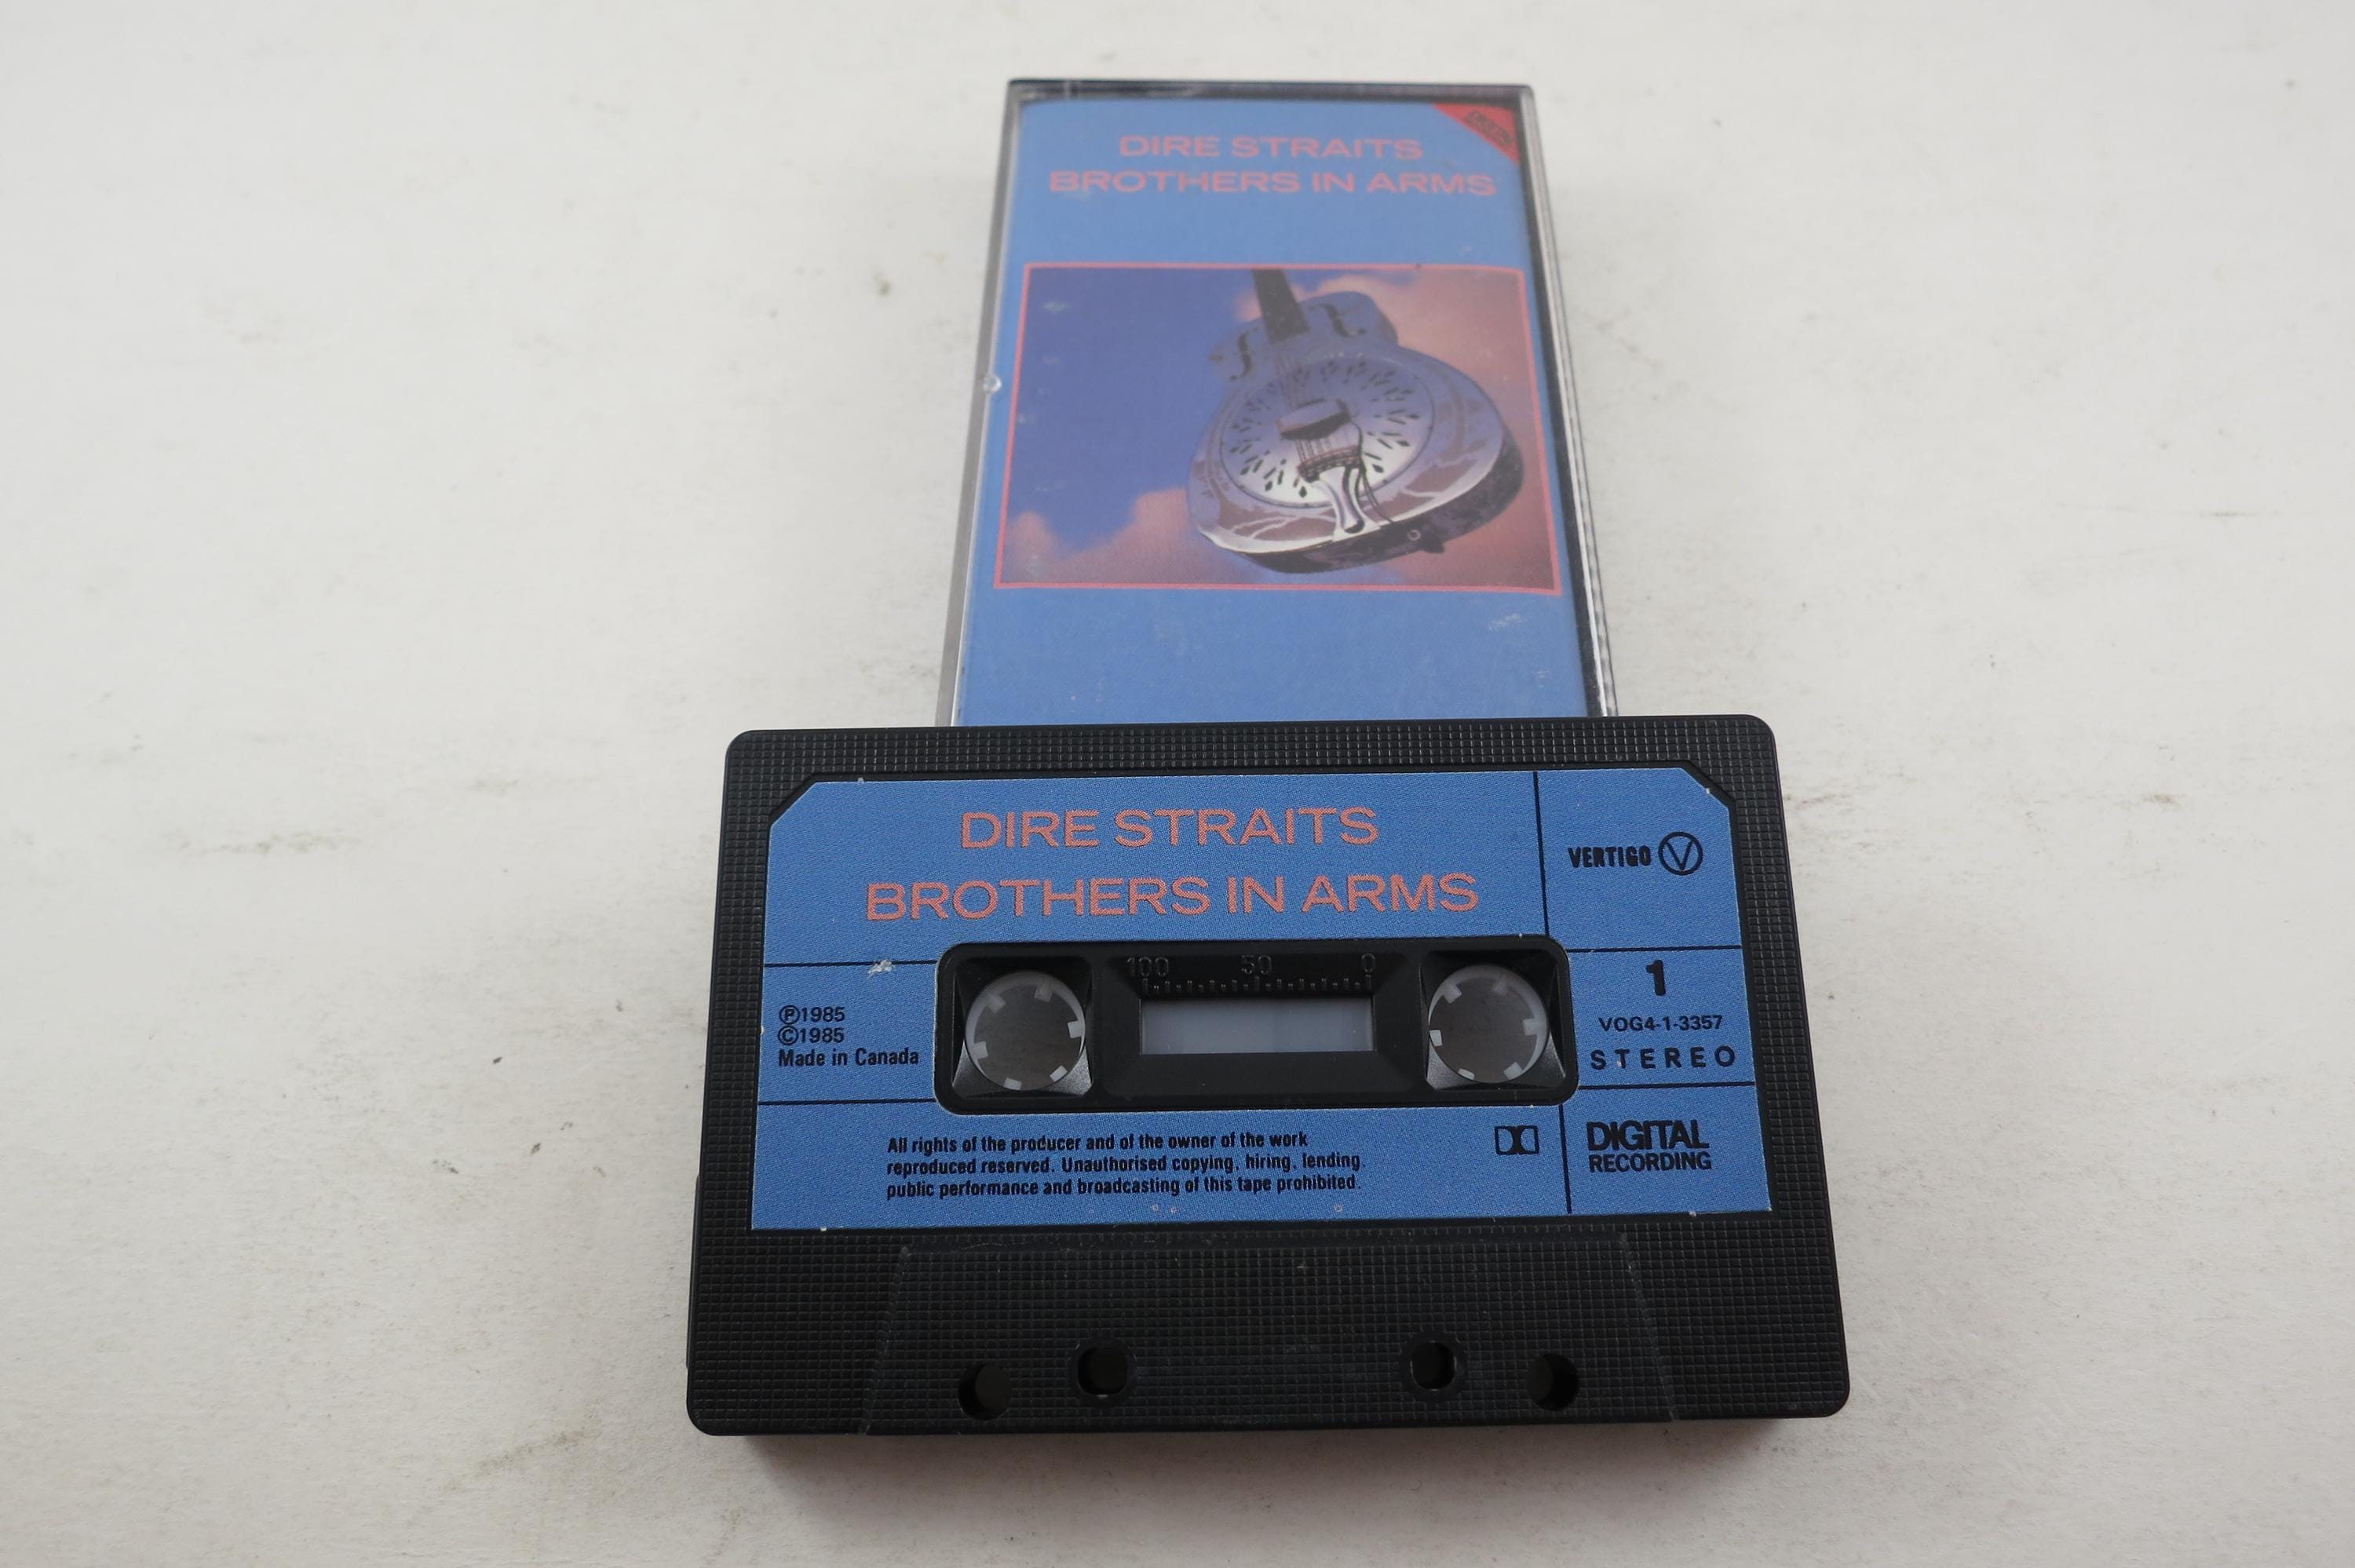 DIRE STRAITS
BROTHERS IN ARMS
DIRE STRAITS
BROTHERS IN ARMS
VERTIGO V
100 50 0
℗1985
©1985
Made in Canada
1
VOG4-1-3357
STEREO
All rights of the producer and of the owner of the work
reproduced reserved. Unauthorised copying, hiring, lending
public performance and broadcasting of this tape prohibited.
DIGITAL
RECORDING